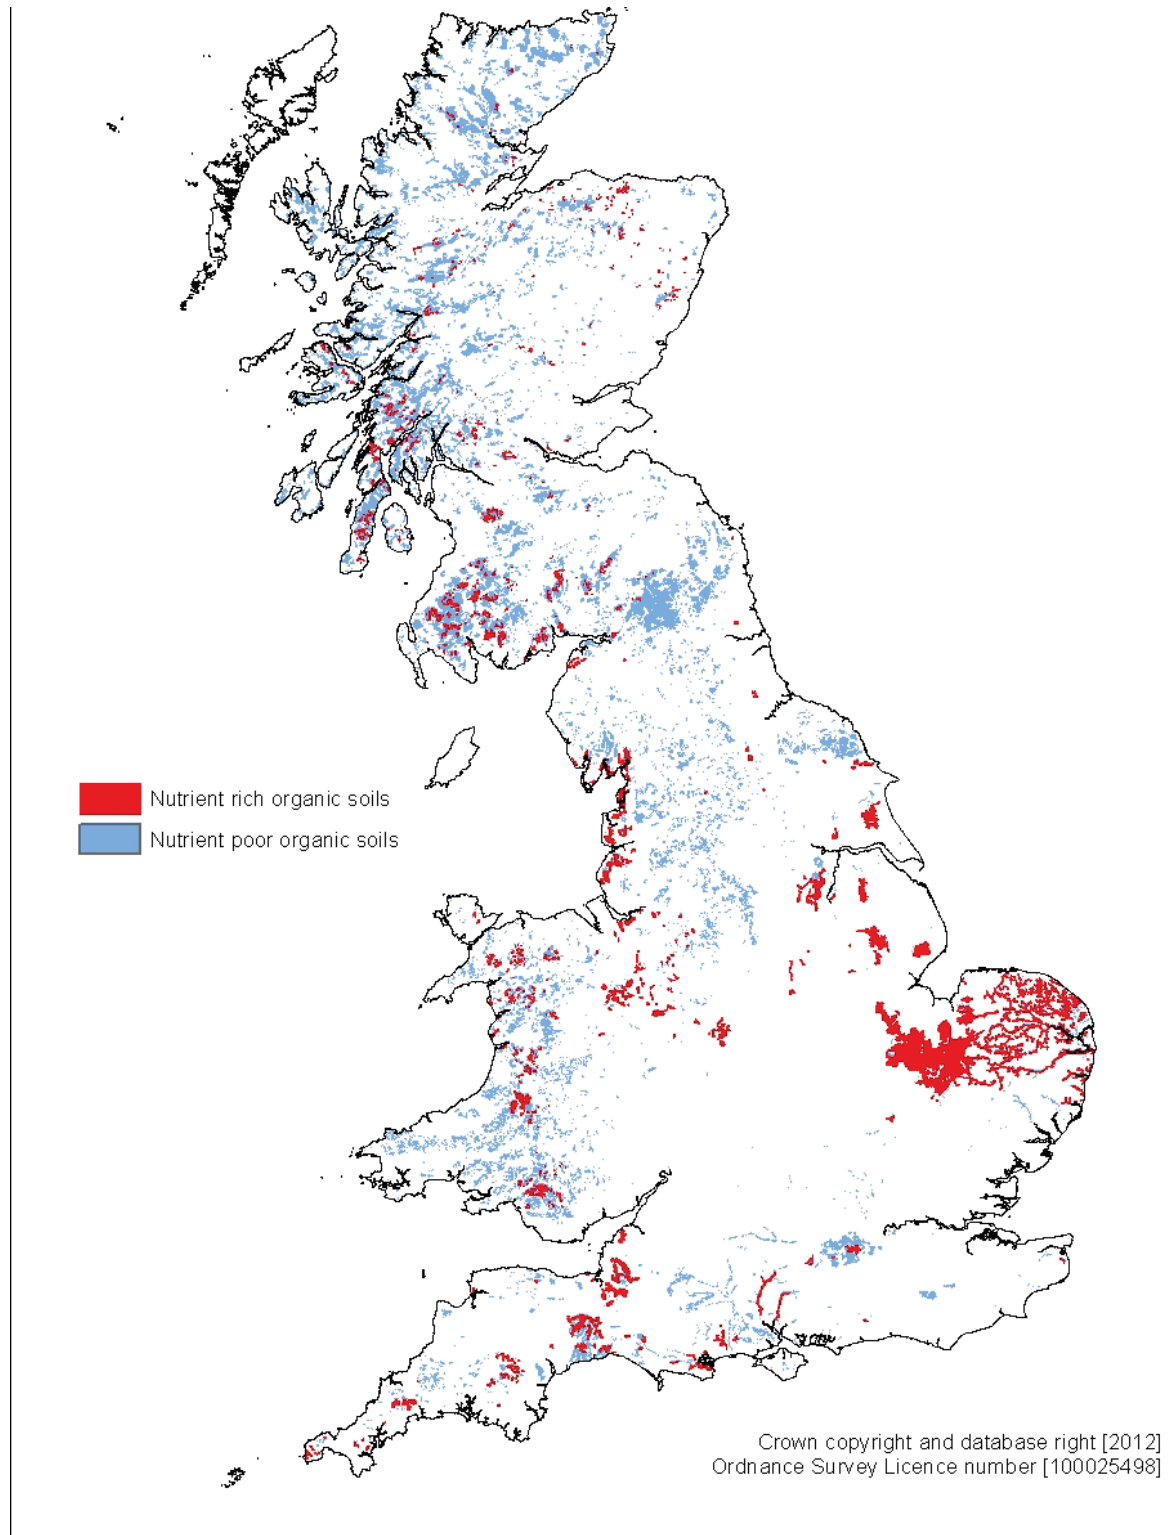 Nutrient rich organic soils
Nutrient poor organic soils
Crown copyright and database right [2012]
Ordnance Survey Licence number [100025498]